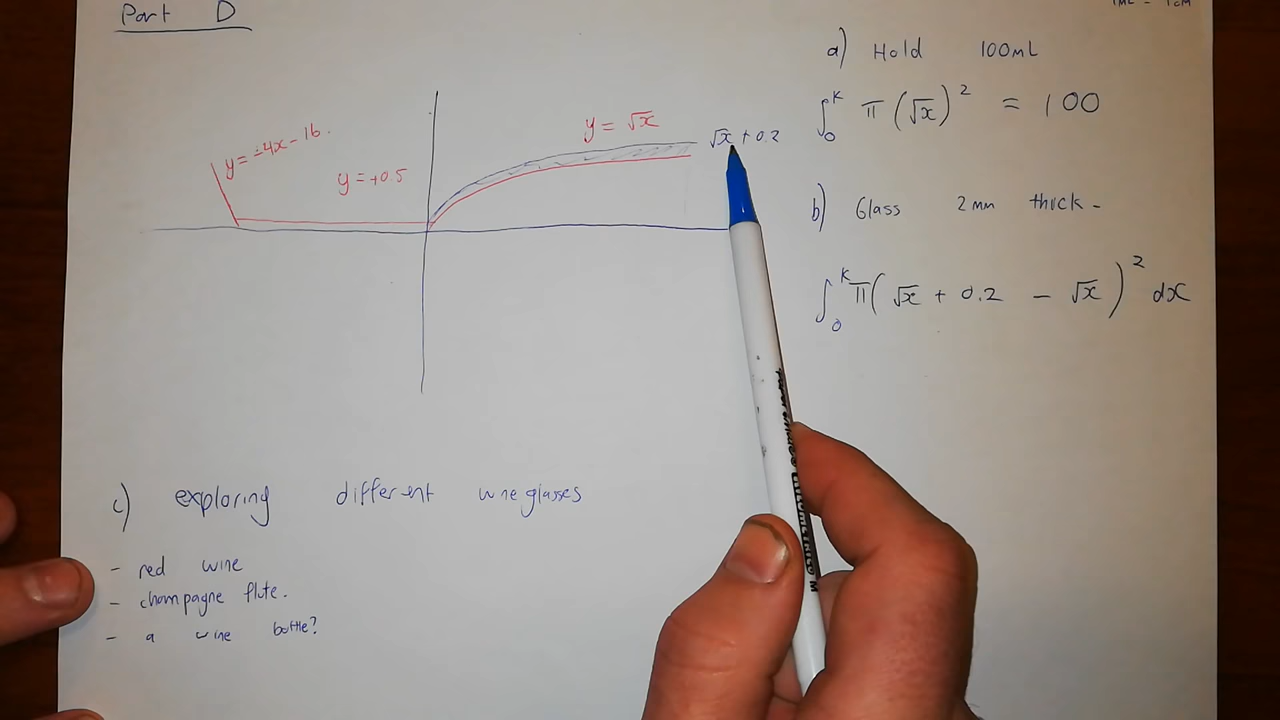 Part D
y = -4x - 16.
y = +0.5
y = √x
√x + 0.2
a) Hold 100mL
∫₀ᴷ π(√x)² = 100
b) Glass 2mm thick -
∫₀ᴷ π(√x + 0.2 - √x)² dx
c) exploring different wine glasses
- red wine
- champagne flute.
- a wine bottle?